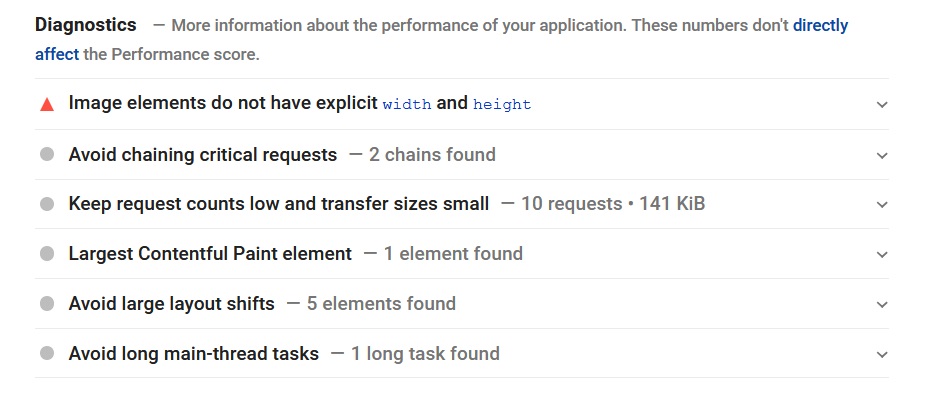 Diagnostics — More information about the performance of your application. These numbers don't directly
affect the Performance score.
Image elements do not have explicit width and height
Avoid chaining critical requests — 2 chains found
Keep request counts low and transfer sizes small — 10 requests • 141 KiB
Largest Contentful Paint element — 1 element found
Avoid large layout shifts — 5 elements found
Avoid long main-thread tasks — 1 long task found